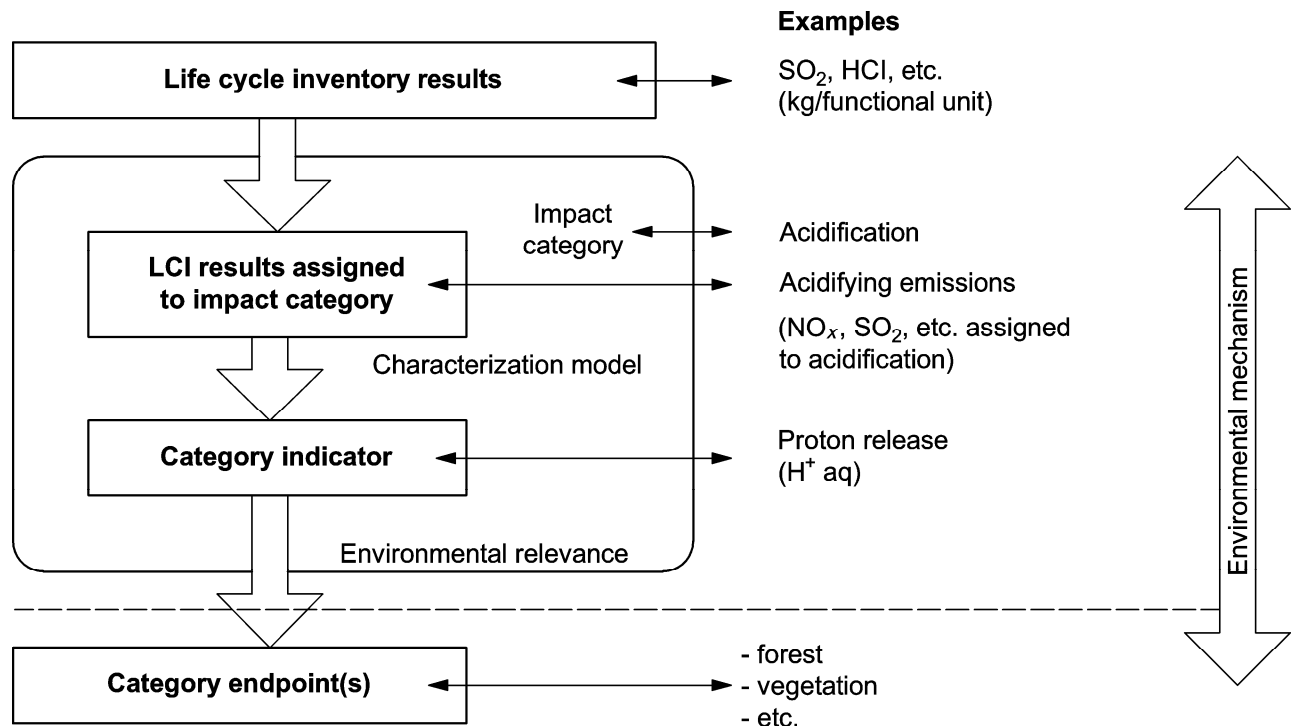 Examples
Life cycle inventory results
SO₂, HCl, etc.
(kg/functional unit)
Impact
category
Acidification
LCI results assigned
to impact category
Acidifying emissions
(NOₓ, SO₂, etc. assigned
to acidification)
Characterization model
Category indicator
Proton release
(H⁺ aq)
Environmental relevance
Environmental mechanism
Category endpoint(s)
- forest
- vegetation
- etc.